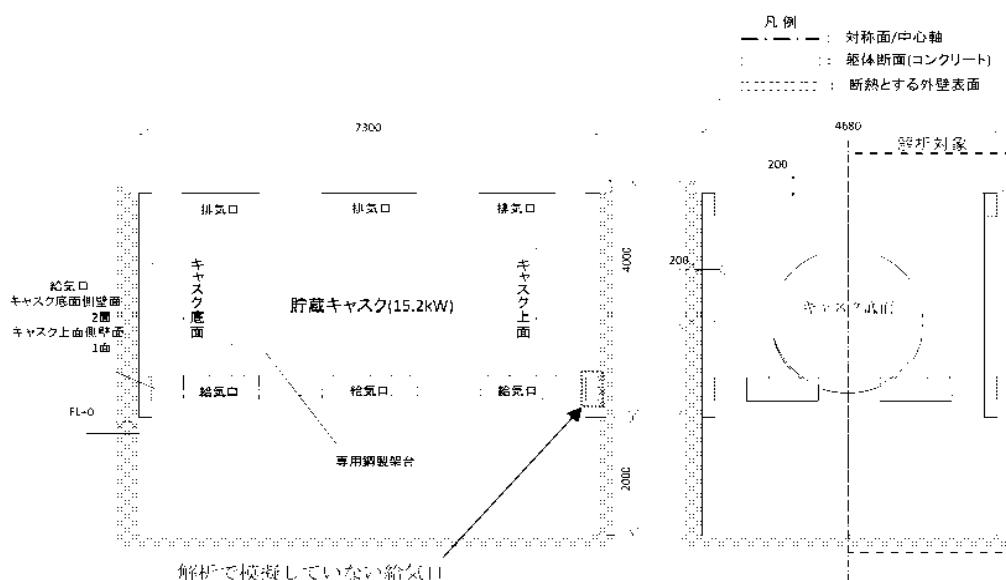 凡例
対称面/中心軸
躯体断面(コンクリート)
断熱とする外壁表面
7300
4680
解析対象
200
排気口
排気口
排気口
キャスク底面
貯蔵キャスク(15.2kW)
キャスク上面
4000
200
キャスク底面
給気口
キャスク底面側壁面
2面
キャスク上面側壁面
1面
給気口
給気口
給気口
FL±0
専用鋼製架台
2000
解析で模擬していない給気口